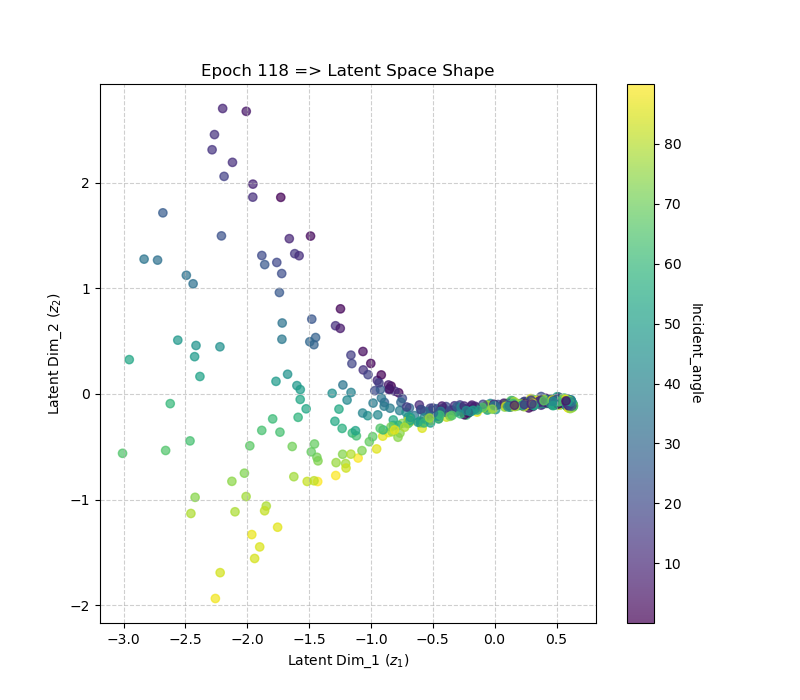 Epoch 118 => Latent Space Shape
Latent Dim_2 (z₂)
2
1
0
−1
−2
−3.0 −2.5 −2.0 −1.5 −1.0 −0.5 0.0 0.5
Latent Dim_1 (z₁)
80
70
60
50
40
30
20
10
Incident_angle